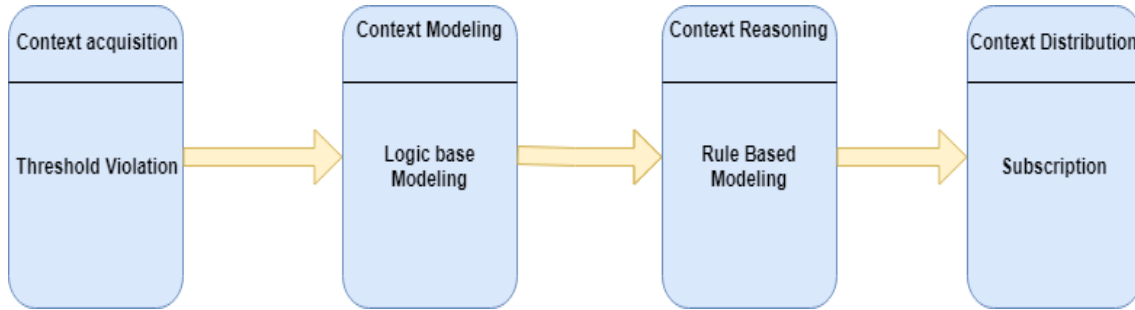 Context acquisition
Threshold Violation
Context Modeling
Logic base
Modeling
Context Reasoning
Rule Based
Modeling
Context Distribution
Subscription